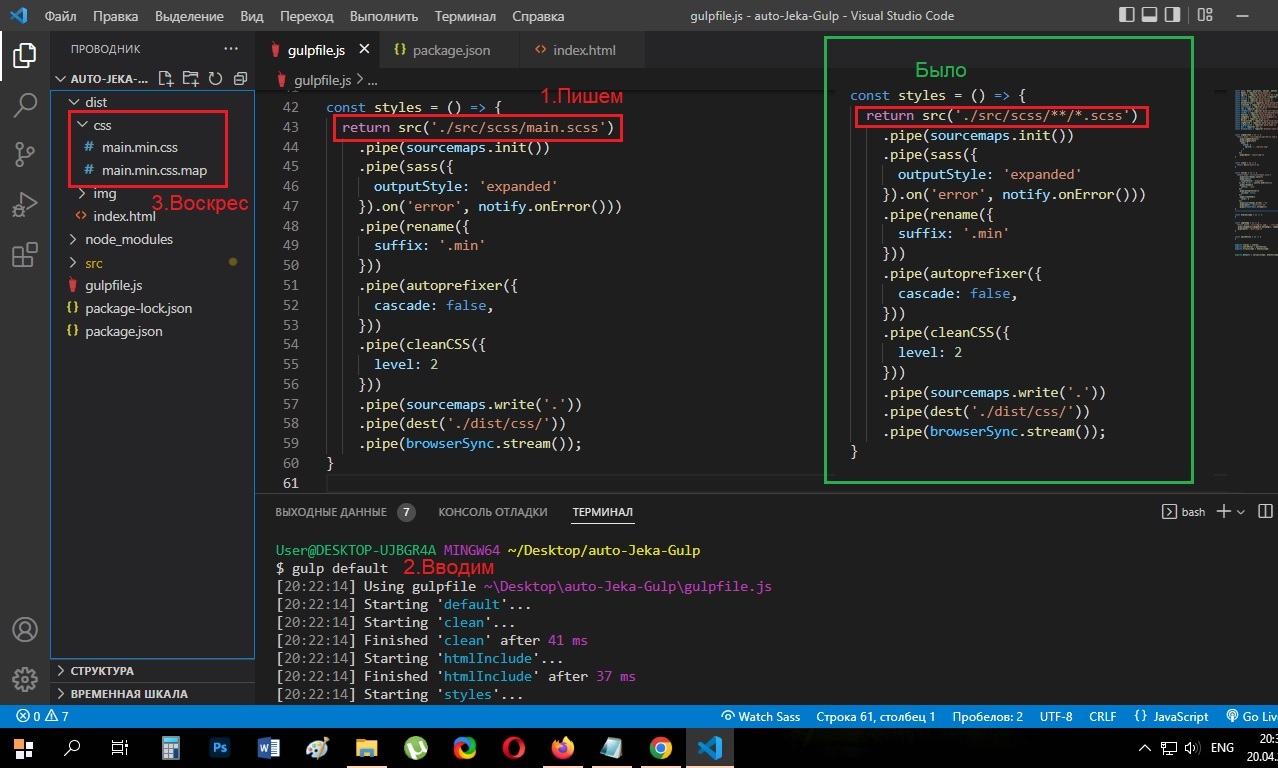 Файл Правка Выделение Вид Переход Выполнить Терминал Справка gulpfile.js - auto-Jeka-Gulp - Visual Studio Code
ПРОВОДНИК
AUTO-JEKA-...
dist
css
# main.min.css
# main.min.css.map
img
3.Воскрес
<> index.html
node_modules
src
gulpfile.js
{} package-lock.json
{} package.json
СТРУКТУРА
ВРЕМЕННАЯ ШКАЛА
gulpfile.js {} package.json <> index.html
gulpfile.js > ...
1.Пишем
42 const styles = () => {
43 return src('./src/scss/main.scss')
44 .pipe(sourcemaps.init())
45 .pipe(sass({
46 outputStyle: 'expanded'
47 }).on('error', notify.onError()))
48 .pipe(rename({
49 suffix: '.min'
50 }))
51 .pipe(autoprefixer({
52 cascade: false,
53 }))
54 .pipe(cleanCSS({
55 level: 2
56 }))
57 .pipe(sourcemaps.write('.'))
58 .pipe(dest('./dist/css/'))
59 .pipe(browserSync.stream());
60 }
61
Было
const styles = () => {
return src('./src/scss/**/*.scss')
.pipe(sourcemaps.init())
.pipe(sass({
outputStyle: 'expanded'
}).on('error', notify.onError()))
.pipe(rename({
suffix: '.min'
}))
.pipe(autoprefixer({
cascade: false,
}))
.pipe(cleanCSS({
level: 2
}))
.pipe(sourcemaps.write('.'))
.pipe(dest('./dist/css/'))
.pipe(browserSync.stream());
}
ВЫХОДНЫЕ ДАННЫЕ 7 КОНСОЛЬ ОТЛАДКИ ТЕРМИНАЛ bash
User@DESKTOP-UJBGR4A MINGW64 ~/Desktop/auto-Jeka-Gulp
$ gulp default 2.Вводим
[20:22:14] Using gulpfile ~\Desktop\auto-Jeka-Gulp\gulpfile.js
[20:22:14] Starting 'default'...
[20:22:14] Starting 'clean'...
[20:22:14] Finished 'clean' after 41 ms
[20:22:14] Starting 'htmlInclude'...
[20:22:14] Finished 'htmlInclude' after 37 ms
[20:22:14] Starting 'styles'...
0 7 Watch Sass Строка 61, столбец 1 Пробелов: 2 UTF-8 CRLF {} JavaScript Go Live
Ps W ENG
20.04.